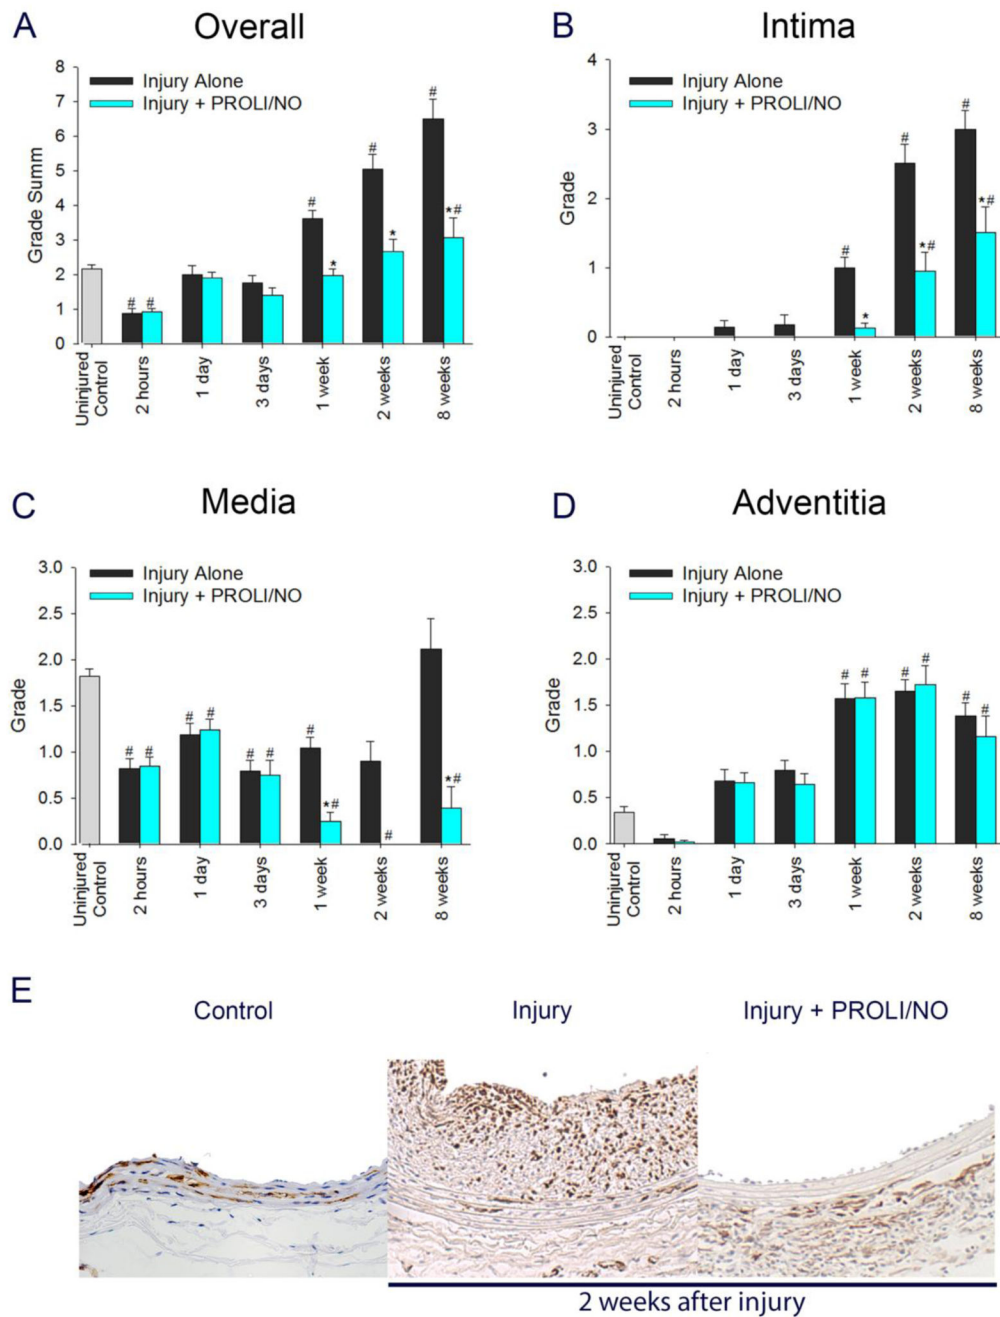 A Overall
8
7
6
5
4
3
2
1
0
Grade Summ
Injury Alone
Injury + PROLI/NO
# # # # # * * *#
Uninjured
Control
2 hours
1 day
3 days
1 week
2 weeks
8 weeks
B Intima
4
3
2
1
0
Grade
Injury Alone
Injury + PROLI/NO
# * # *# # *#
Uninjured
Control
2 hours
1 day
3 days
1 week
2 weeks
8 weeks
C Media
3.0
2.5
2.0
1.5
1.0
0.5
0.0
Grade
Injury Alone
Injury + PROLI/NO
# # # # # # # *# # *#
Uninjured
Control
2 hours
1 day
3 days
1 week
2 weeks
8 weeks
D Adventitia
3.0
2.5
2.0
1.5
1.0
0.5
0.0
Grade
Injury Alone
Injury + PROLI/NO
# # # # # #
Uninjured
Control
2 hours
1 day
3 days
1 week
2 weeks
8 weeks
E
Control Injury Injury + PROLI/NO
2 weeks after injury